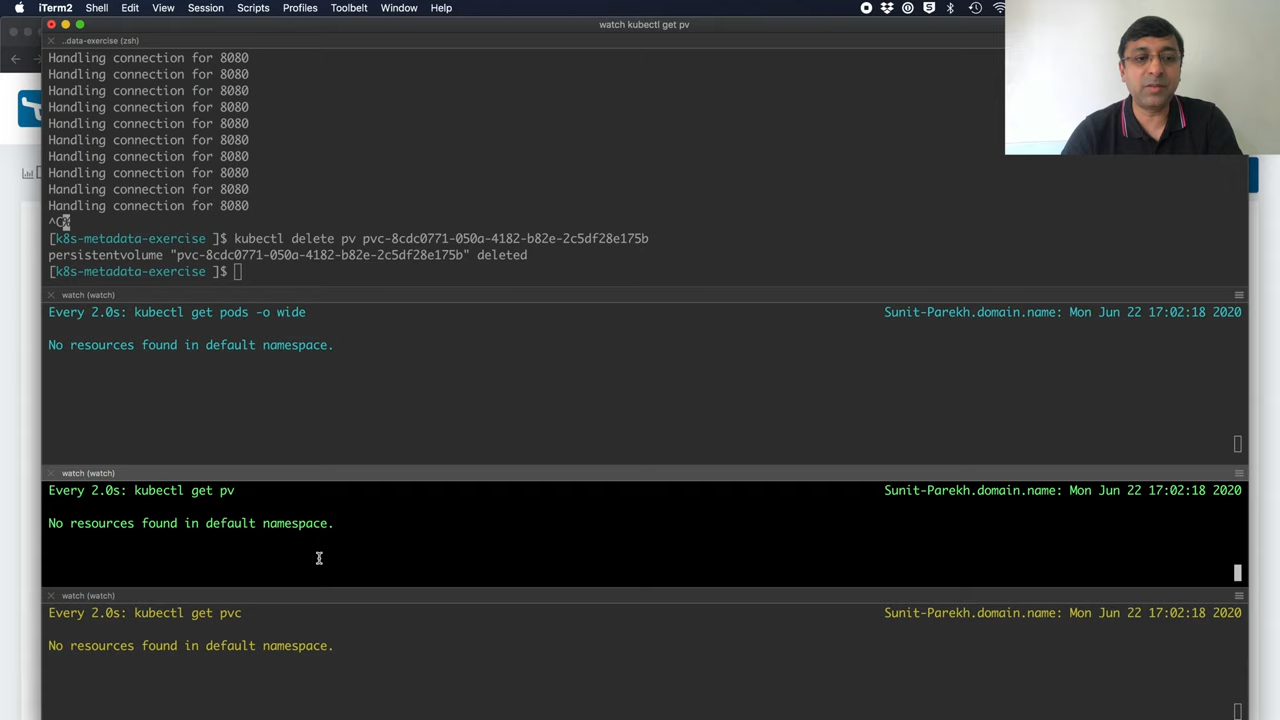 iTerm2 Shell Edit View Session Scripts Profiles Toolbelt Window Help
watch kubectl get pv
..data-exercise (zsh)
Handling connection for 8080
Handling connection for 8080
Handling connection for 8080
Handling connection for 8080
Handling connection for 8080
Handling connection for 8080
Handling connection for 8080
Handling connection for 8080
Handling connection for 8080
Handling connection for 8080
^C%
[k8s-metadata-exercise ]$ kubectl delete pv pvc-8cdc0771-050a-4182-b82e-2c5df28e175b
persistentvolume "pvc-8cdc0771-050a-4182-b82e-2c5df28e175b" deleted
[k8s-metadata-exercise ]$
watch (watch)
Every 2.0s: kubectl get pods -o wide Sunit-Parekh.domain.name: Mon Jun 22 17:02:18 2020
No resources found in default namespace.
watch (watch)
Every 2.0s: kubectl get pv Sunit-Parekh.domain.name: Mon Jun 22 17:02:18 2020
No resources found in default namespace.
watch (watch)
Every 2.0s: kubectl get pvc Sunit-Parekh.domain.name: Mon Jun 22 17:02:18 2020
No resources found in default namespace.